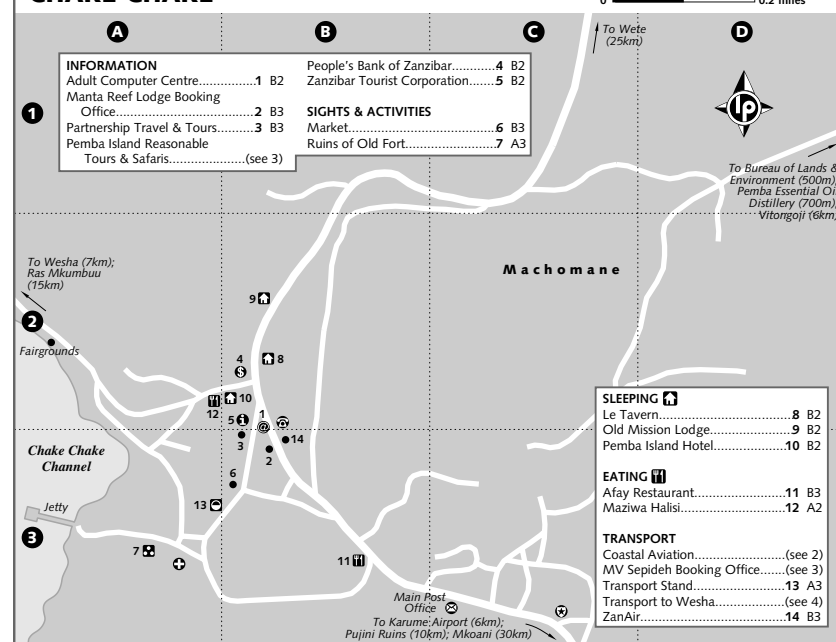 CHAKE CHAKE
0
0.2 miles
A
B
C
D
To Wete
(25km)
INFORMATION
Adult Computer Centre..................1 B2
Manta Reef Lodge Booking
Office..................................2 B3
Partnership Travel & Tours............3 B3
Pemba Island Reasonable
Tours & Safaris......................(see 3)
People's Bank of Zanzibar............4 B2
Zanzibar Tourist Corporation.......5 B2
SIGHTS & ACTIVITIES
Market......................................6 B3
Ruins of Old Fort........................7 A3
1
lp
To Bureau of Lands &
Environment (500m);
Pemba Essential Oil
Distillery (700m);
Vitongoji (6km)
Machomane
To Wesha (7km);
Ras Mkumbuu
(15km)
9
2
Fairgrounds
4
$
8
10
12
5
i
1
@
3
2
14
Chake Chake
Channel
6
13
Jetty
3
7
11
Main Post
Office
To Karume Airport (6km);
Pujini Ruins (10km); Mkoani (30km)
SLEEPING
Le Tavern....................................8 B2
Old Mission Lodge......................9 B2
Pemba Island Hotel....................10 B2
EATING
Afay Restaurant..........................11 B3
Maziwa Halisi..............................12 A2
TRANSPORT
Coastal Aviation........................(see 2)
MV Sepideh Booking Office......(see 3)
Transport Stand..........................13 A3
Transport to Wesha....................(see 4)
ZanAir........................................14 B3